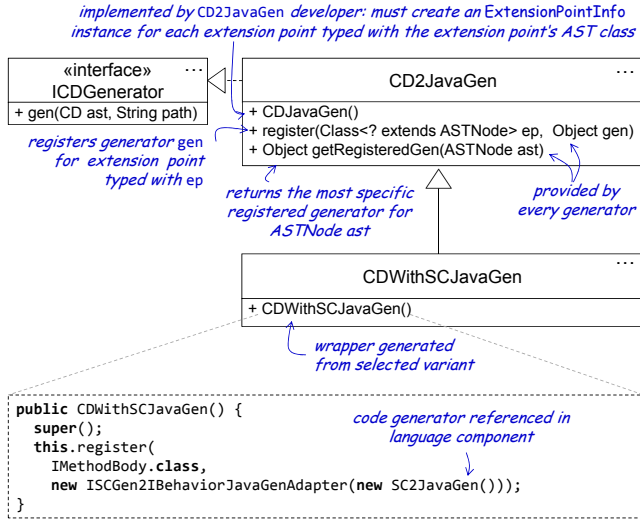 implemented by CD2JavaGen developer: must create an ExtensionPointInfo
instance for each extension point typed with the extension point's AST class
«interface» ...
ICDGenerator
+ gen(CD ast, String path)
CD2JavaGen ...
+ CDJavaGen()
+ register(Class<? extends ASTNode> ep, Object gen)
+ Object getRegisteredGen(ASTNode ast)
registers generator gen
for extension point
typed with ep
returns the most specific
registered generator for
ASTNode ast
provided by
every generator
...
CDWithSCJavaGen
+ CDWithSCJavaGen()
wrapper generated
from selected variant
public CDWithSCJavaGen() {
super();
this.register(
IMethodBody.class,
new ISCGen2IBehaviorJavaGenAdapter(new SC2JavaGen()));
}
code generator referenced in
language component